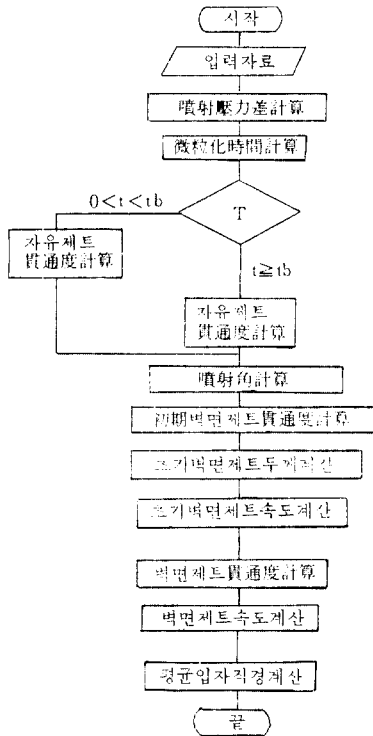 시작
입력자료
噴射壓力差計算
微粒化時間計算
0<t<tb
T
자유제트
貫通度計算
t≧tb
자유제트
貫通度計算
噴射角計算
初期벽면제트貫通度計算
초기벽면제트두께계산
초기벽면제트속도계산
벽면제트貫通度計算
벽면제트속도계산
평균입자직경계산
끝